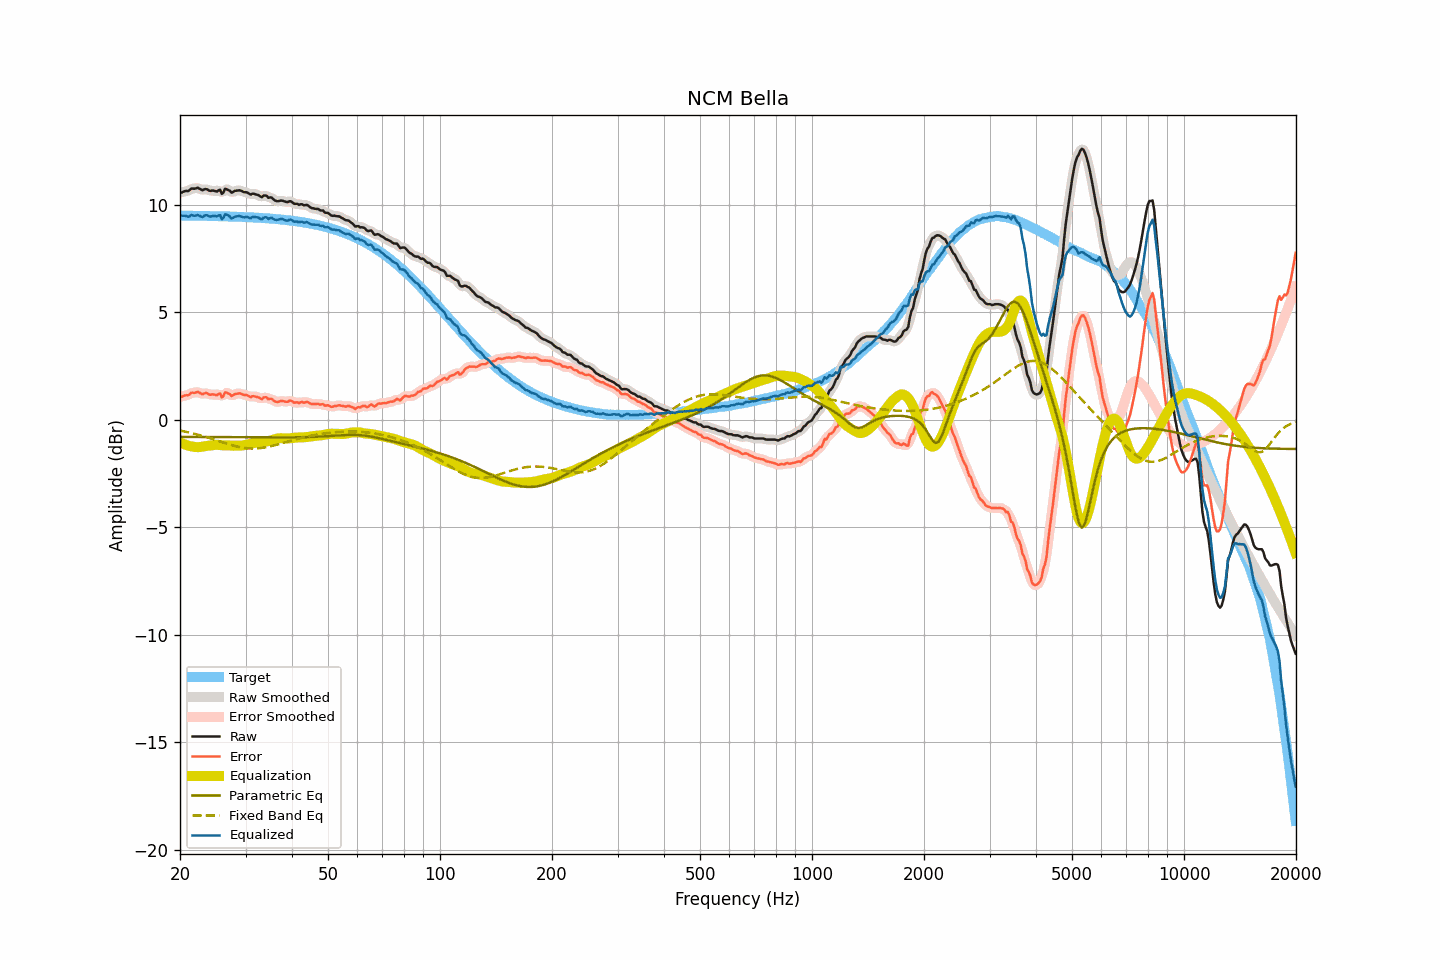 NCM Bella
Amplitude (dBr)
10
5
0
−5
−10
−15
−20
Target
Raw Smoothed
Error Smoothed
Raw
Error
Equalization
Parametric Eq
Fixed Band Eq
Equalized
20 50 100 200 500 1000 2000 5000 10000 20000
Frequency (Hz)